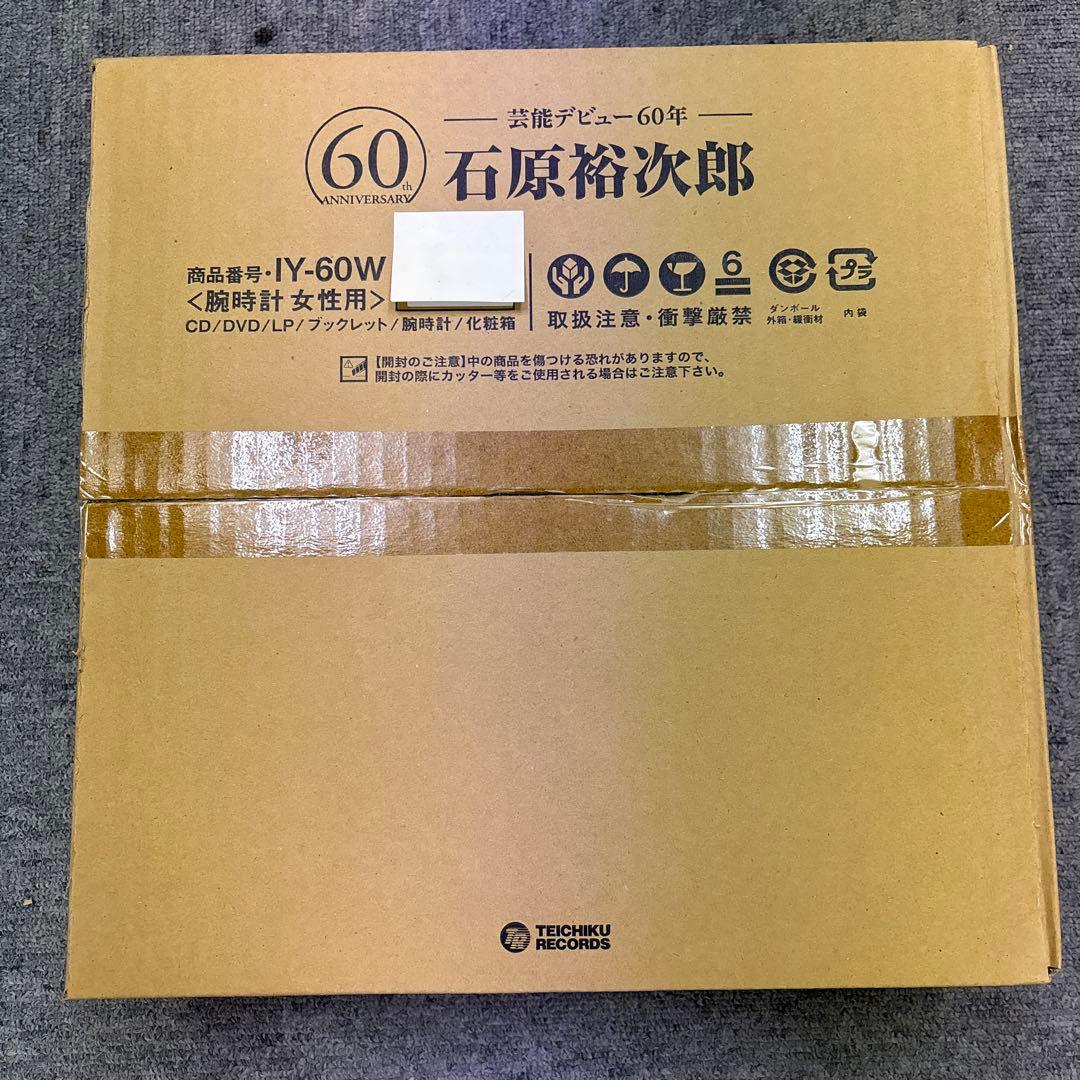 60th
ANNIVERSARY
芸能デビュー60年
石原裕次郎
商品番号・IY-60W
<腕時計 女性用>
CD/DVD/LP/ブックレット/腕時計/化粧箱
6
取扱注意・衝撃厳禁
ダンボール
外箱・緩衝材
プラ
内袋
【開封のご注意】中の商品を傷つける恐れがありますので、
開封の際にカッター等をご使用される場合はご注意下さい。
TEICHIKU
RECORDS